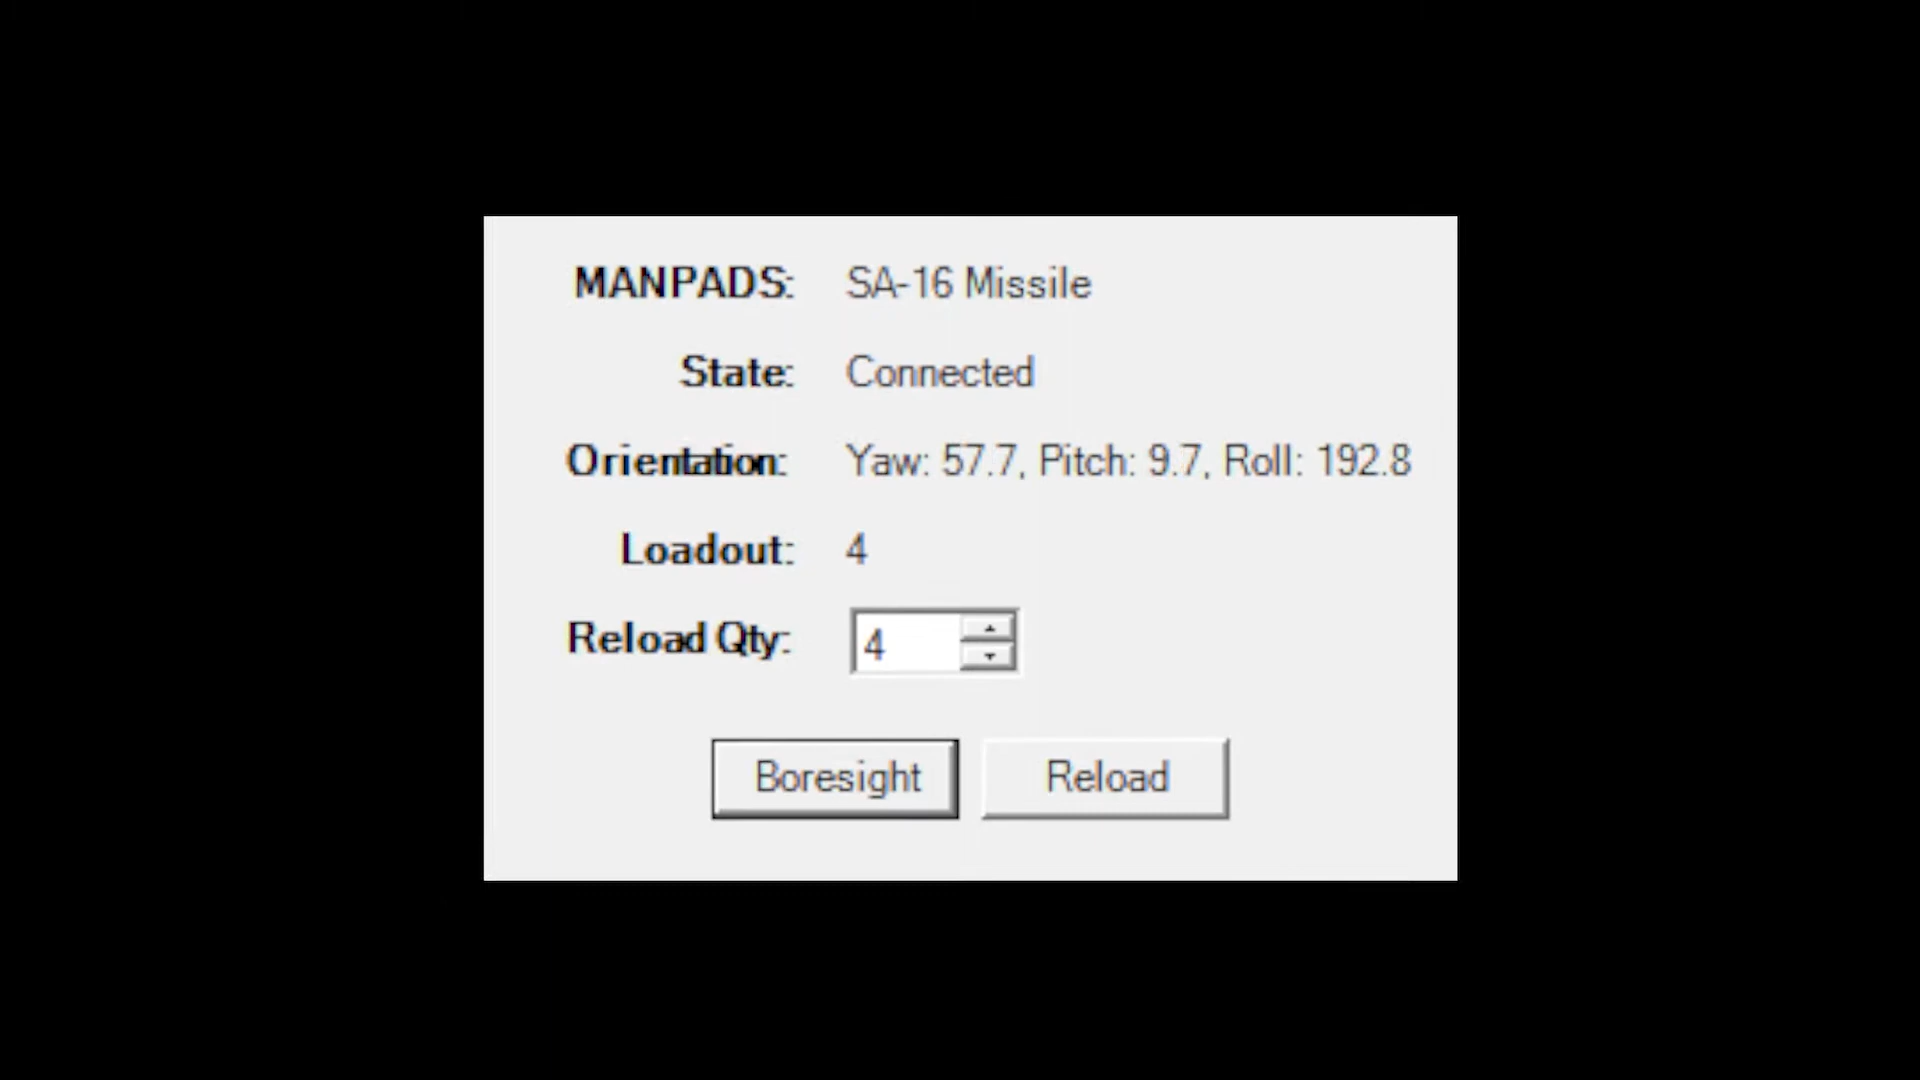 MANPADS: SA-16 Missile
State: Connected
Orientation: Yaw: 57.7, Pitch: 9.7, Roll: 192.8
Loadout: 4
Reload Qty: 4
Boresight Reload